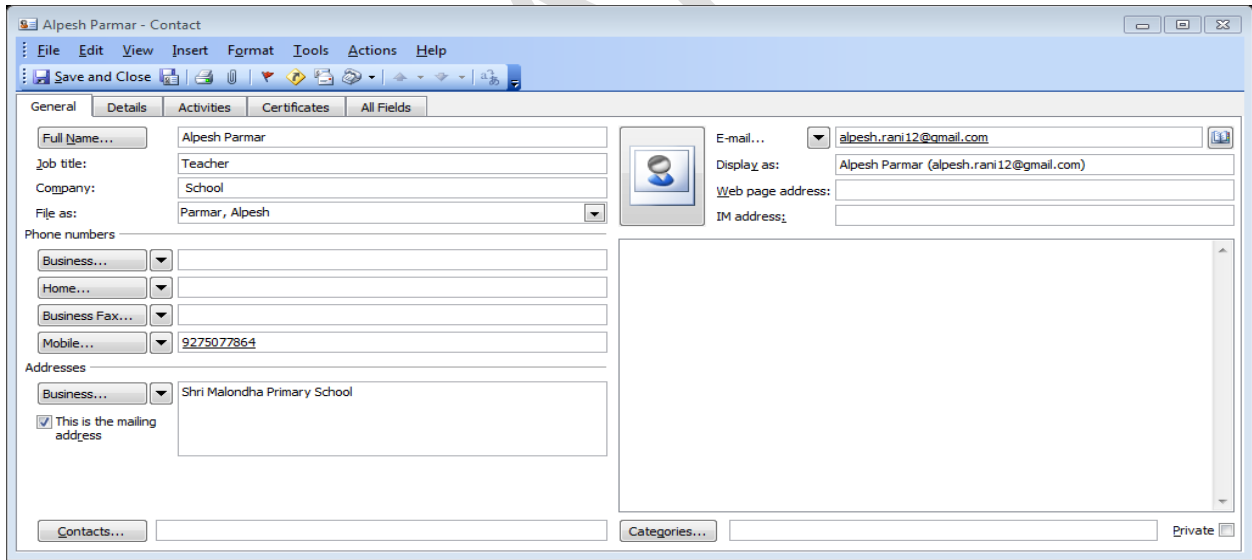 Alpesh Parmar - Contact
File Edit View Insert Format Tools Actions Help
Save and Close
General Details Activities Certificates All Fields
Full Name... Alpesh Parmar
Job title: Teacher
Company: School
File as: Parmar, Alpesh
Phone numbers
Business...
Home...
Business Fax...
Mobile... 9275077864
Addresses
Business... Shri Malondha Primary School
This is the mailing
address
Contacts...
E-mail... alpesh.rani12@gmail.com
Display as: Alpesh Parmar (alpesh.rani12@gmail.com)
Web page address:
IM address:
Categories... Private